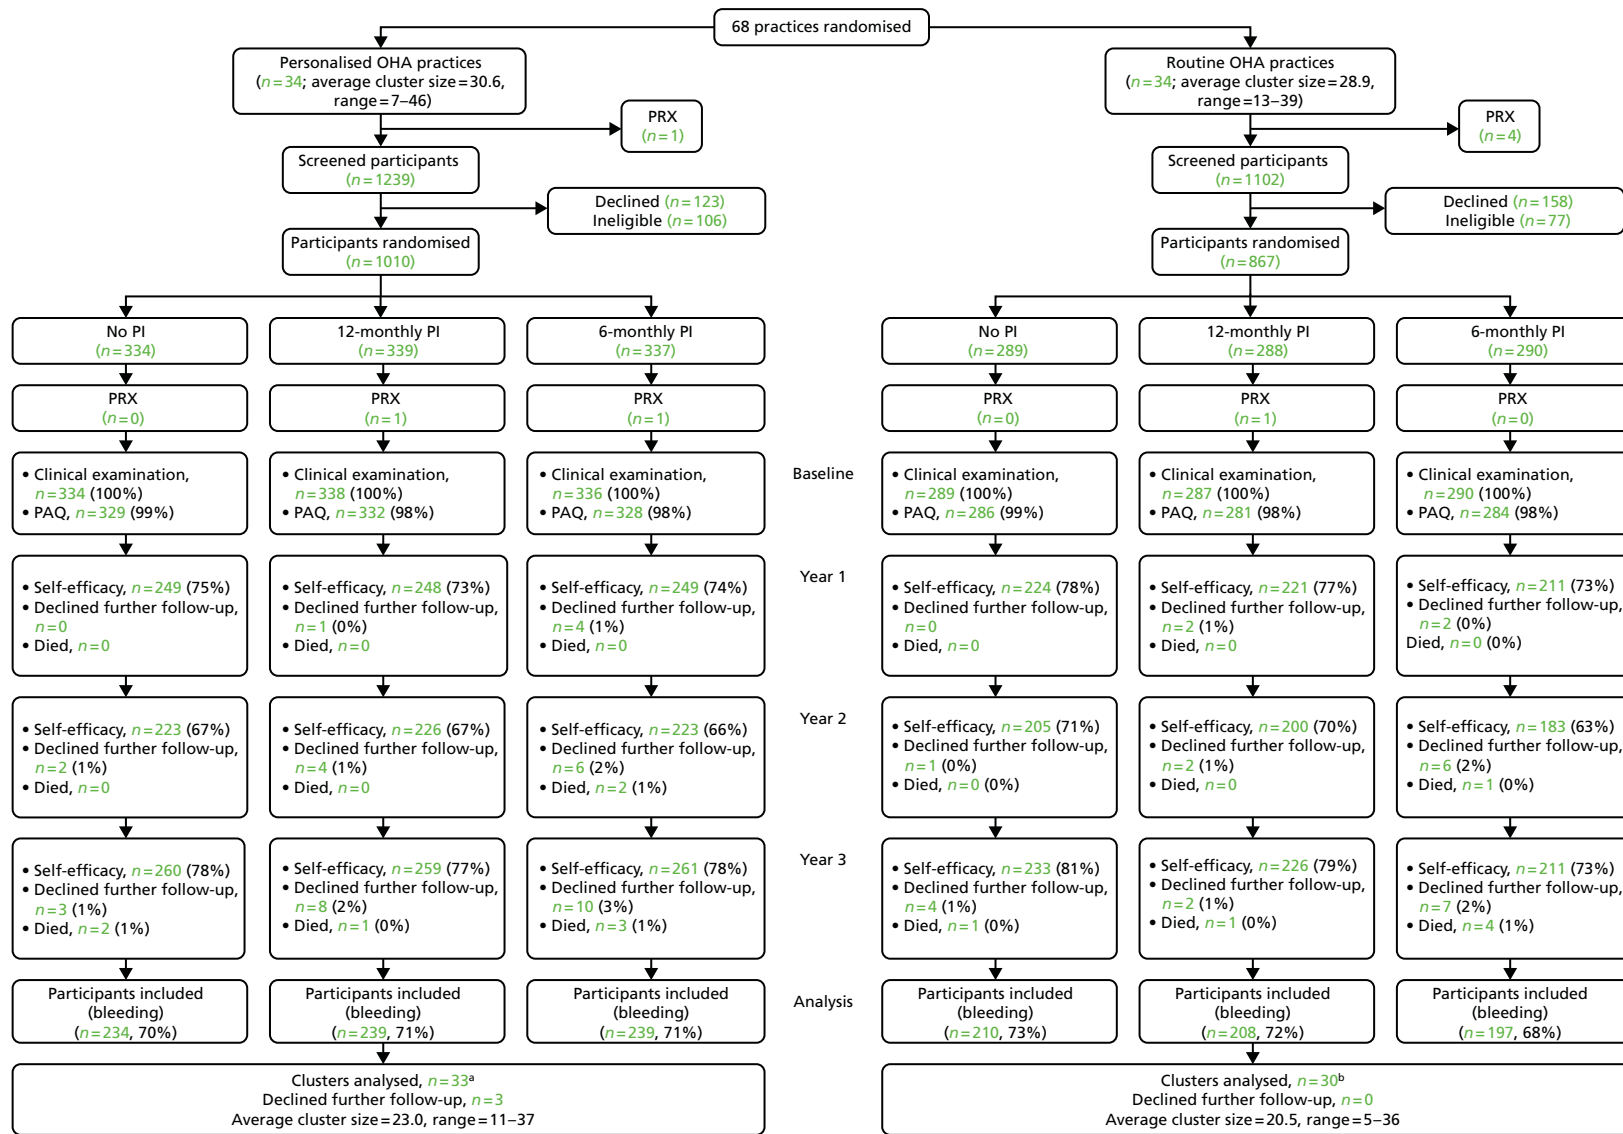 68 practices randomised
Personalised OHA practices
(n=34; average cluster size=30.6,
range=7–46)
Routine OHA practices
(n=34; average cluster size=28.9,
range=13–39)
PRX
(n=1)
PRX
(n=4)
Screened participants
(n=1239)
Screened participants
(n=1102)
Declined (n=123)
Ineligible (n=106)
Declined (n=158)
Ineligible (n=77)
Participants randomised
(n=1010)
Participants randomised
(n=867)
No PI
(n=334)
12-monthly PI
(n=339)
6-monthly PI
(n=337)
No PI
(n=289)
12-monthly PI
(n=288)
6-monthly PI
(n=290)
PRX
(n=0)
PRX
(n=1)
PRX
(n=1)
PRX
(n=0)
PRX
(n=1)
PRX
(n=0)
• Clinical examination,
n=334 (100%)
• PAQ, n=329 (99%)
• Clinical examination,
n=338 (100%)
• PAQ, n=332 (98%)
• Clinical examination,
n=336 (100%)
• PAQ, n=328 (98%)
Baseline
• Clinical examination,
n=289 (100%)
• PAQ, n=286 (99%)
• Clinical examination,
n=287 (100%)
• PAQ, n=281 (98%)
• Clinical examination,
n=290 (100%)
• PAQ, n=284 (98%)
• Self-efficacy, n=249 (75%)
• Declined further follow-up,
n=0
• Died, n=0
• Self-efficacy, n=248 (73%)
• Declined further follow-up,
n=1 (0%)
• Died, n=0
• Self-efficacy, n=249 (74%)
• Declined further follow-up,
n=4 (1%)
• Died, n=0
Year 1
• Self-efficacy, n=224 (78%)
• Declined further follow-up,
n=0
• Died, n=0
• Self-efficacy, n=221 (77%)
• Declined further follow-up,
n=2 (1%)
• Died, n=0
• Self-efficacy, n=211 (73%)
• Declined further follow-up,
n=2 (0%)
Died, n=0 (0%)
• Self-efficacy, n=223 (67%)
• Declined further follow-up,
n=2 (1%)
• Died, n=0
• Self-efficacy, n=226 (67%)
• Declined further follow-up,
n=4 (1%)
• Died, n=0
• Self-efficacy, n=223 (66%)
• Declined further follow-up,
n=6 (2%)
• Died, n=2 (1%)
Year 2
• Self-efficacy, n=205 (71%)
• Declined further follow-up,
n=1 (0%)
• Died, n=0 (0%)
• Self-efficacy, n=200 (70%)
• Declined further follow-up,
n=2 (1%)
• Died, n=0
• Self-efficacy, n=183 (63%)
• Declined further follow-up,
n=6 (2%)
• Died, n=1 (0%)
• Self-efficacy, n=260 (78%)
• Declined further follow-up,
n=3 (1%)
• Died, n=2 (1%)
• Self-efficacy, n=259 (77%)
• Declined further follow-up,
n=8 (2%)
• Died, n=1 (0%)
• Self-efficacy, n=261 (78%)
• Declined further follow-up,
n=10 (3%)
• Died, n=3 (1%)
Year 3
• Self-efficacy, n=233 (81%)
• Declined further follow-up,
n=4 (1%)
• Died, n=1 (0%)
• Self-efficacy, n=226 (79%)
• Declined further follow-up,
n=2 (1%)
• Died, n=1 (0%)
• Self-efficacy, n=211 (73%)
• Declined further follow-up,
n=7 (2%)
• Died, n=4 (1%)
Participants included
(bleeding)
(n=234, 70%)
Participants included
(bleeding)
(n=239, 71%)
Participants included
(bleeding)
(n=239, 71%)
Analysis
Participants included
(bleeding)
(n=210, 73%)
Participants included
(bleeding)
(n=208, 72%)
Participants included
(bleeding)
(n=197, 68%)
Clusters analysed, n=33ᵃ
Declined further follow-up, n=3
Average cluster size=23.0, range=11–37
Clusters analysed, n=30ᵇ
Declined further follow-up, n=0
Average cluster size=20.5, range=5–36